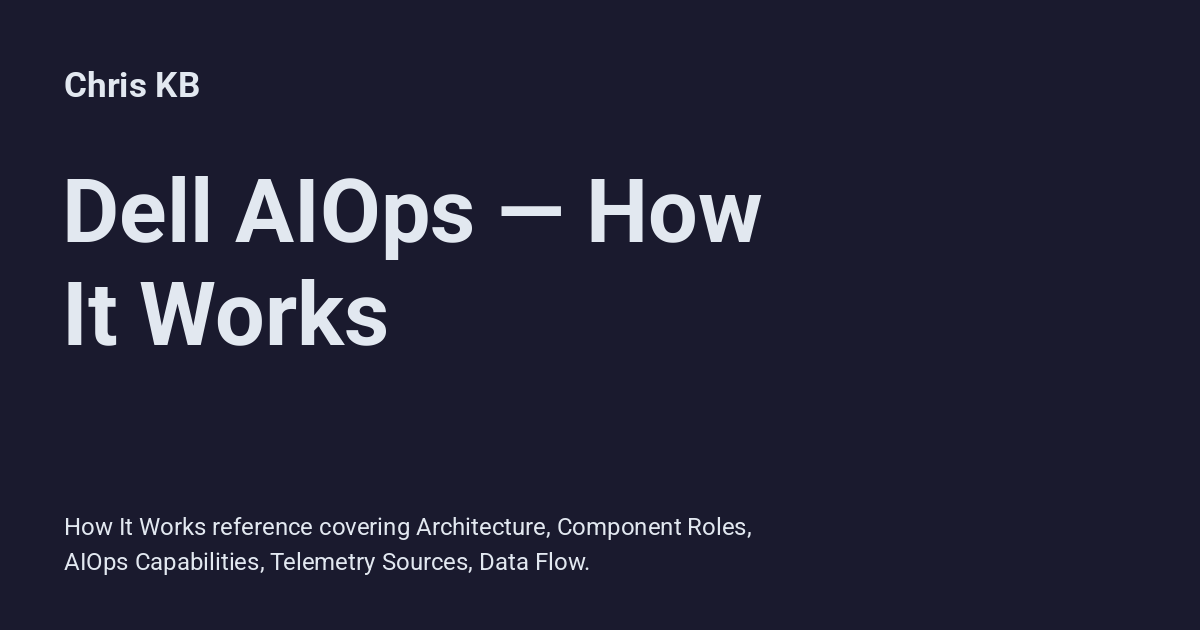 Chris KB
Dell AIOps — How
It Works
How It Works reference covering Architecture, Component Roles,
AIOps Capabilities, Telemetry Sources, Data Flow.